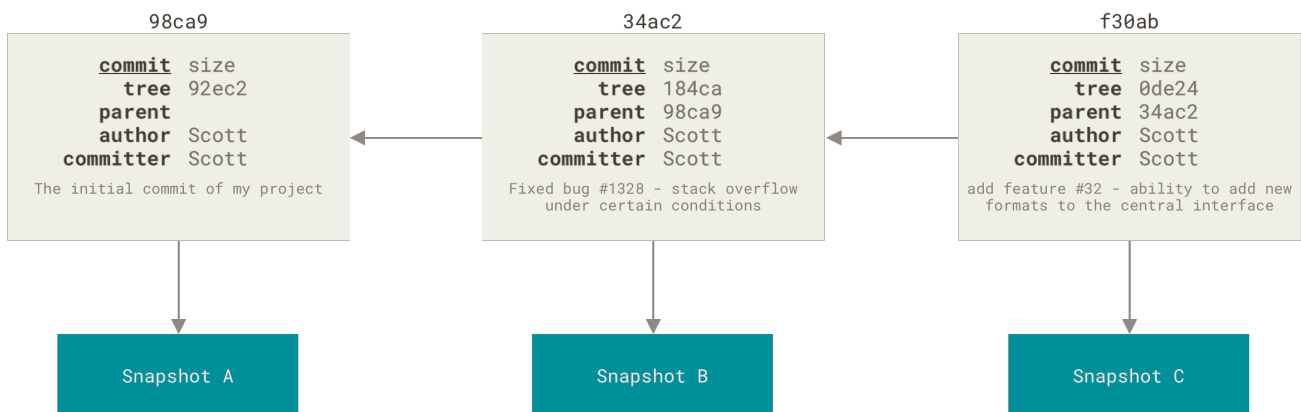 98ca9
commit size
tree 92ec2
parent
author Scott
committer Scott
The initial commit of my project
Snapshot A
34ac2
commit size
tree 184ca
parent 98ca9
author Scott
committer Scott
Fixed bug #1328 - stack overflow
under certain conditions
Snapshot B
f30ab
commit size
tree 0de24
parent 34ac2
author Scott
committer Scott
add feature #32 - ability to add new
formats to the central interface
Snapshot C